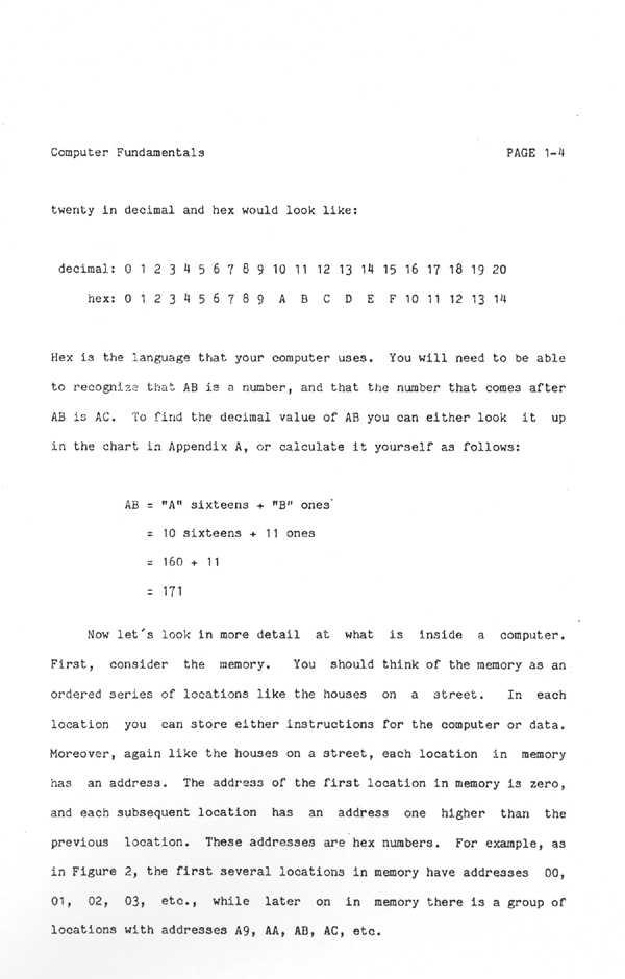 Computer Fundamentals PAGE 1-4
twenty in decimal and hex would look like:
decimal: 0 1 2 3 4 5 6 7 8 9 10 11 12 13 14 15 16 17 18 19 20
hex: 0 1 2 3 4 5 6 7 8 9 A B C D E F 10 11 12 13 14
Hex is the language that your computer uses. You will need to be able
to recognize that AB is a number, and that the number that comes after
AB is AC. To find the decimal value of AB you can either look it up
in the chart in Appendix A, or calculate it yourself as follows:
AB = "A" sixteens + "B" ones
= 10 sixteens + 11 ones
= 160 + 11
= 171
Now let's look in more detail at what is inside a computer.
First, consider the memory. You should think of the memory as an
ordered series of locations like the houses on a street. In each
location you can store either instructions for the computer or data.
Moreover, again like the houses on a street, each location in memory
has an address. The address of the first location in memory is zero,
and each subsequent location has an address one higher than the
previous location. These addresses are hex numbers. For example, as
in Figure 2, the first several locations in memory have addresses 00,
01, 02, 03, etc., while later on in memory there is a group of
locations with addresses A9, AA, AB, AC, etc.